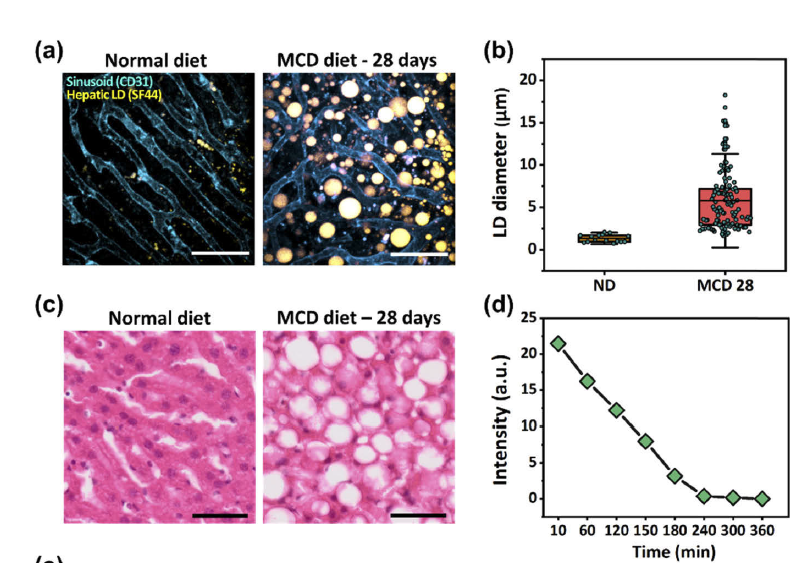 (a)
Normal diet
MCD diet - 28 days
Sinusoid (CD31)
Hepatic LD (SF44)
(b)
LD diameter (μm)
20
15
10
5
0
ND
MCD 28
(c)
Normal diet
MCD diet – 28 days
(d)
Intensity (a.u.)
25
20
15
10
5
0
10 60 120 150 180 240 300 360
Time (min)